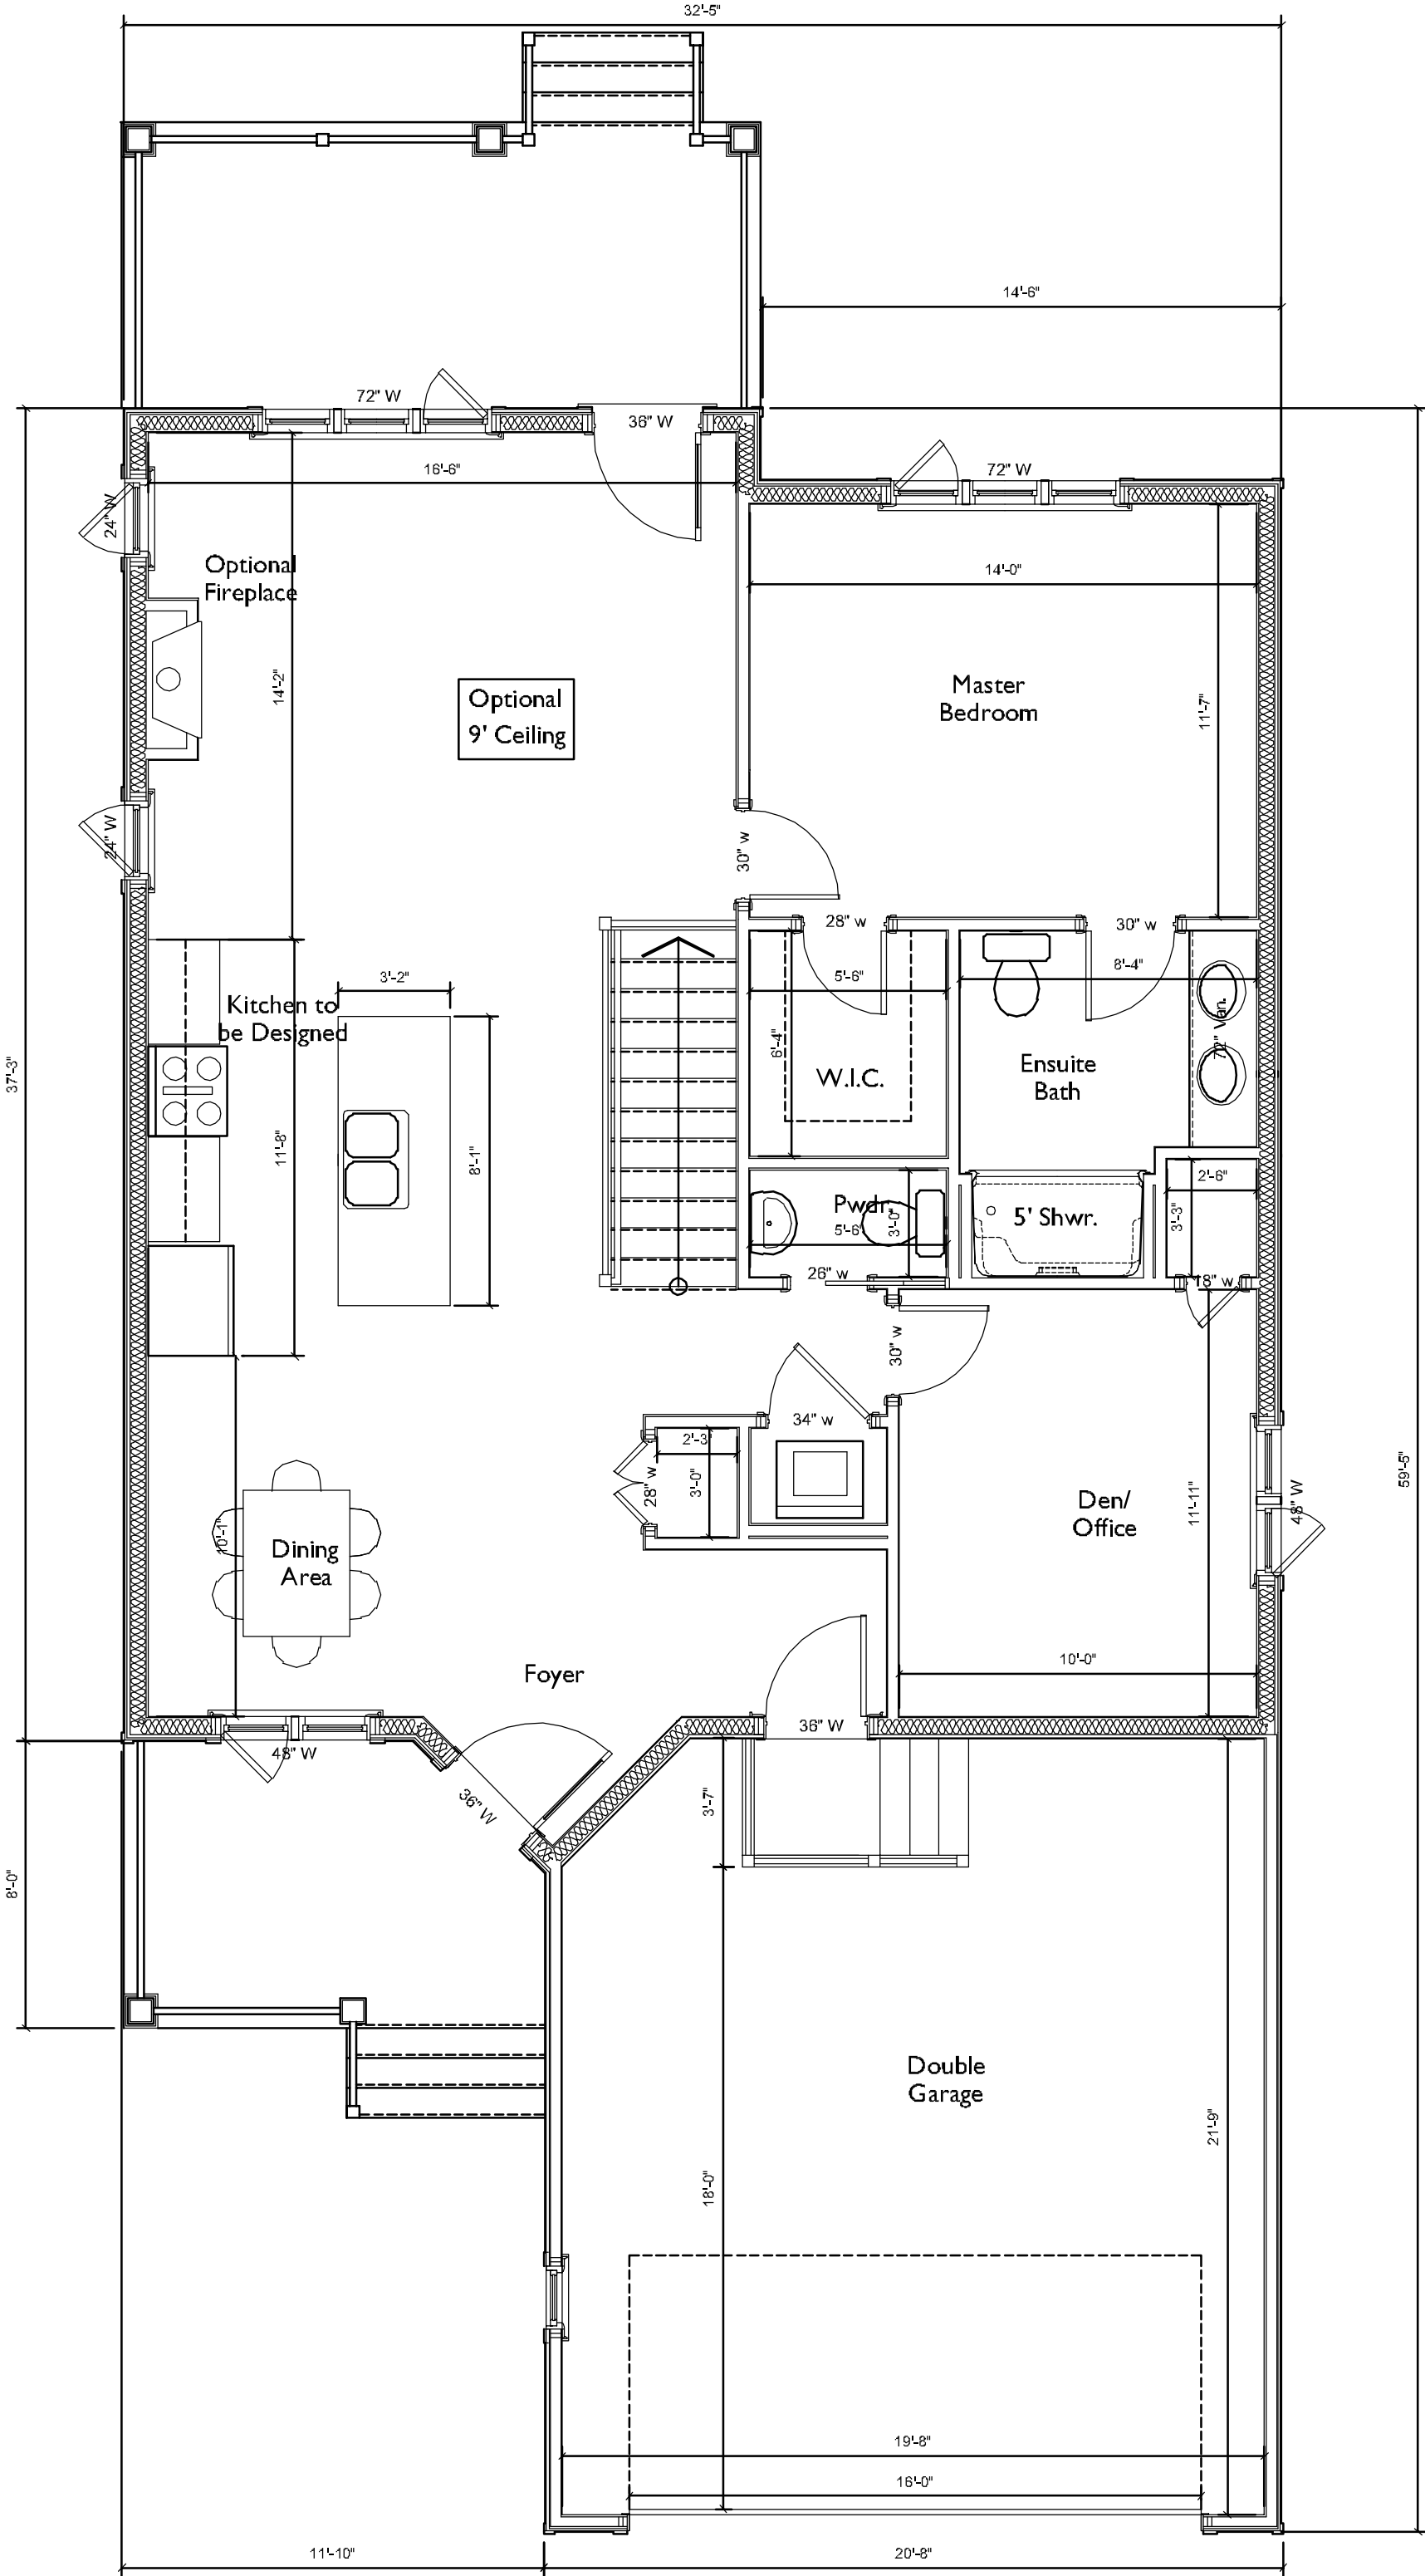 32'-5"
14'-6"
72" W
36" W
16'-6"
72" W
24" W
Optional
Fireplace
14'-0"
14'-2"
Optional
9' Ceiling
Master
Bedroom
11'-7"
24" W
30" w
28" w
30" w
3'-2"
5'-6"
8'-4"
Kitchen to
be Designed
6'-4"
72" Van.
37'-3"
W.I.C.
Ensuite
Bath
11'-8"
8'-1"
2'-6"
Pwdr.
5'-6"
3'-0"
5' Shwr.
3'-3"
26" w
18" w
30" w
34" w
2'-3"
28" w
3'-0"
59'-5"
48" W
11'-11"
Den/
Office
10'-1"
Dining
Area
10'-0"
Foyer
36" W
48" W
36" W
3'-7"
8'-0"
Double
Garage
21'-9"
18'-0"
19'-8"
16'-0"
11'-10"
20'-8"